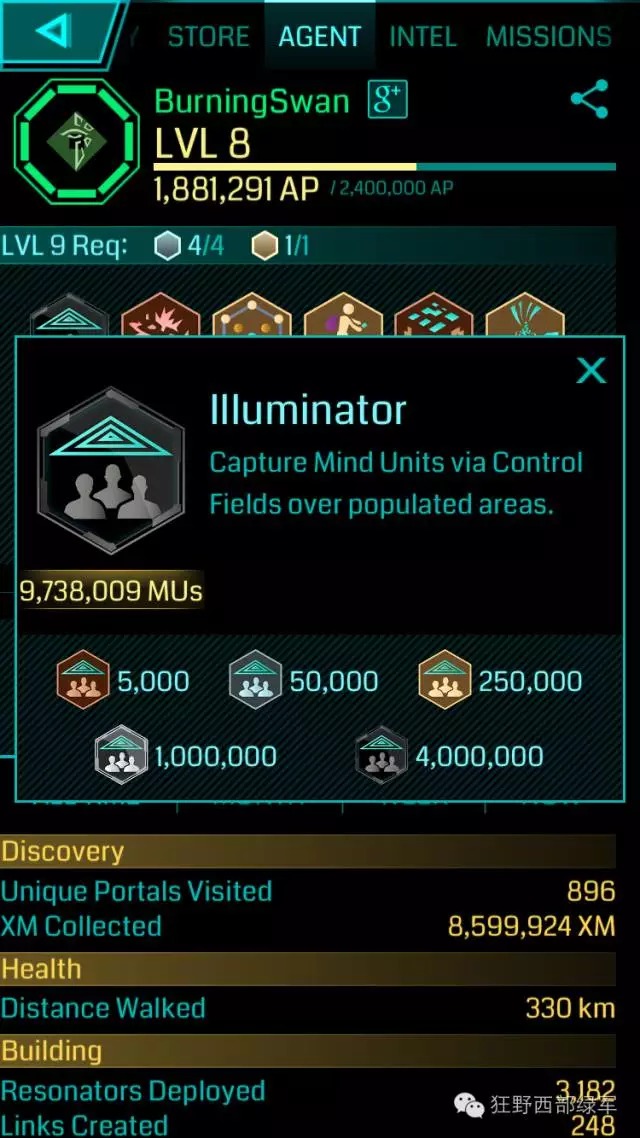 STORE AGENT INTEL MISSIONS
BurningSwan g+
LVL 8
1,881,291 AP / 2,400,000 AP
LVL 9 Req: 4/4 1/1
Illuminator
Capture Mind Units via Control
Fields over populated areas.
9,738,009 MUs
5,000 50,000 250,000
1,000,000 4,000,000
Discovery
Unique Portals Visited 896
XM Collected 8,599,924 XM
Health
Distance Walked 330 km
Building
Resonators Deployed 3,182
狂野西部绿军
Links Created 248